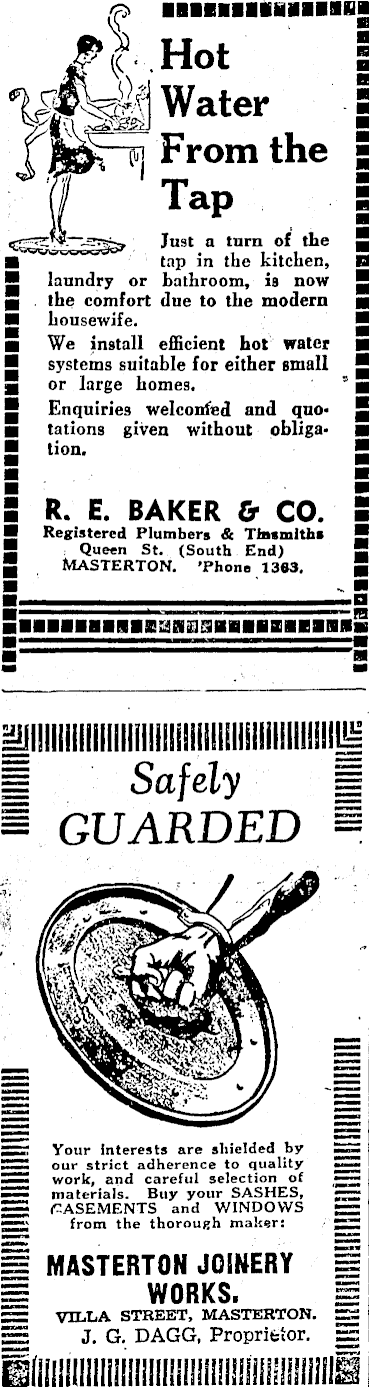 Hot
Water
From the
Tap
Just a turn of the
tap in the kitchen,
laundry or bathroom, is now
the comfort due to the modern
housewife.
We install efficient hot water
systems suitable for either small
or large homes.
Enquiries welcomed and quo-
tations given without obliga-
tion.
R. E. BAKER & CO.
Registered Plumbers & Tinsmiths
Queen St. (South End)
MASTERTON. 'Phone 1363.
Safely
GUARDED
Your interests are shielded by
our strict adherence to quality
work, and careful selection of
materials. Buy your SASHES,
CASEMENTS and WINDOWS
from the thorough maker:
MASTERTON JOINERY
WORKS.
VILLA STREET, MASTERTON.
J. G. DAGG, Proprietor.